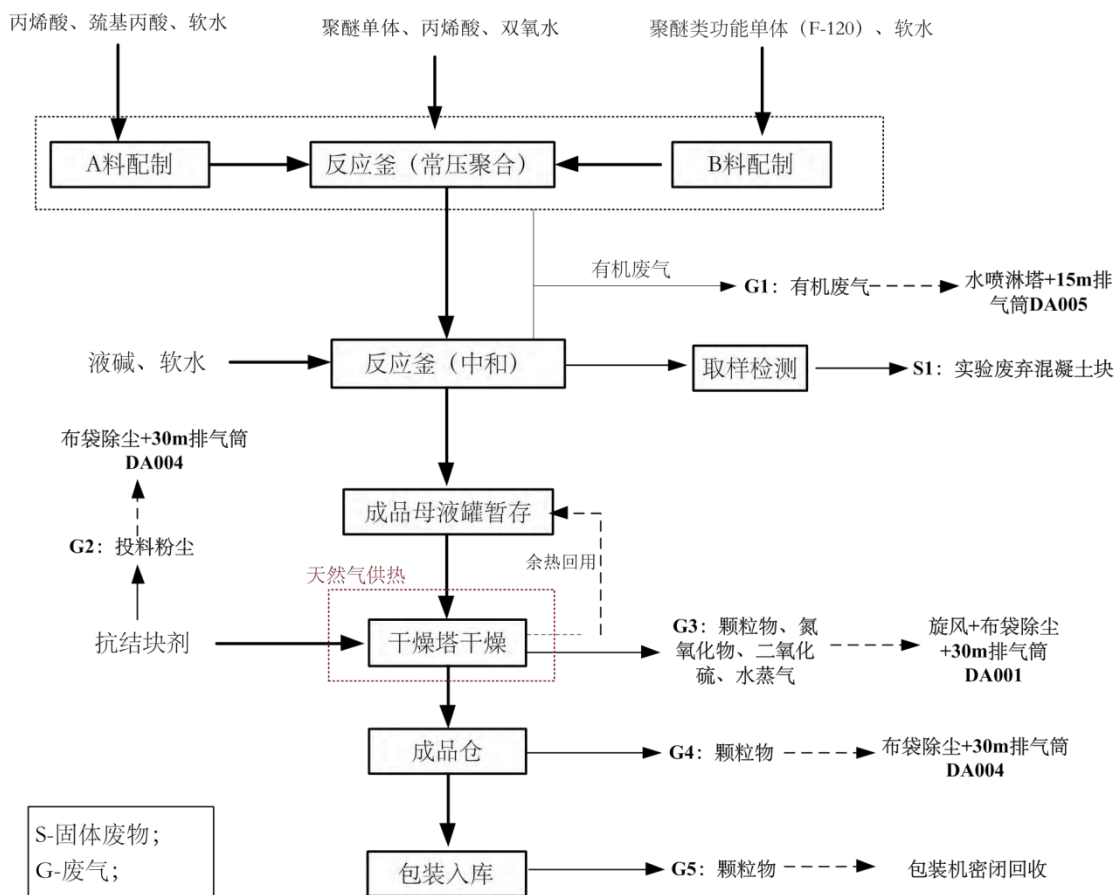 丙烯酸、巯基丙酸、软水
聚醚单体、丙烯酸、双氧水
聚醚类功能单体（F-120）、软水
A料配制
反应釜（常压聚合）
B料配制
有机废气
G1：有机废气
水喷淋塔+15m排
气筒DA005
液碱、软水
反应釜（中和）
取样检测
S1：实验废弃混凝土块
布袋除尘+30m排气筒
DA004
成品母液罐暂存
G2：投料粉尘
余热回用
天然气供热
抗结块剂
干燥塔干燥
G3：颗粒物、氮
氧化物、二氧化
硫、水蒸气
旋风+布袋除尘
+30m排气筒
DA001
成品仓
G4：颗粒物
布袋除尘+30m排气筒
DA004
S-固体废物；
G-废气；
包装入库
G5：颗粒物
包装机密闭回收